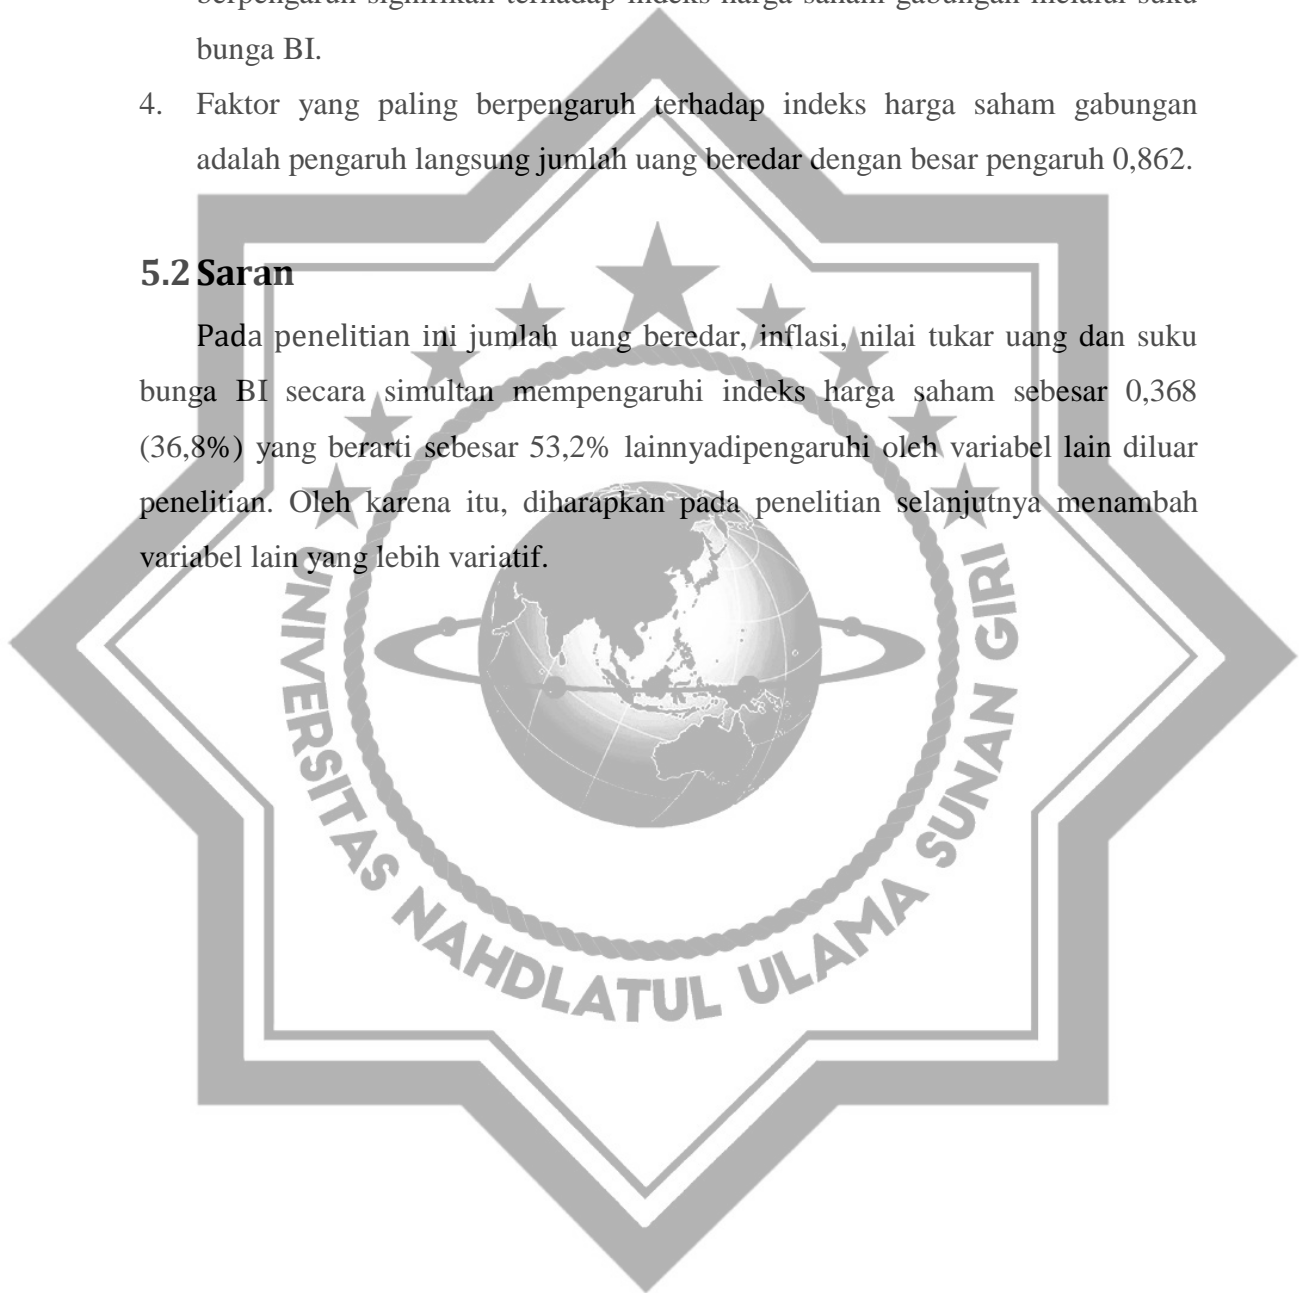 berpengaruh signifikan terhadap indeks harga saham gabungan melalui suku
bunga BI.
4. Faktor yang paling berpengaruh terhadap indeks harga saham gabungan
adalah pengaruh langsung jumlah uang beredar dengan besar pengaruh 0,862.
5.2 Saran
Pada penelitian ini jumlah uang beredar, inflasi, nilai tukar uang dan suku
bunga BI secara simultan mempengaruhi indeks harga saham sebesar 0,368
(36,8%) yang berarti sebesar 53,2% lainnyadipengaruhi oleh variabel lain diluar
penelitian. Oleh karena itu, diharapkan pada penelitian selanjutnya menambah
variabel lain yang lebih variatif.
UNIVERSITAS NAHDLATUL ULAMA SUNAN GIRI